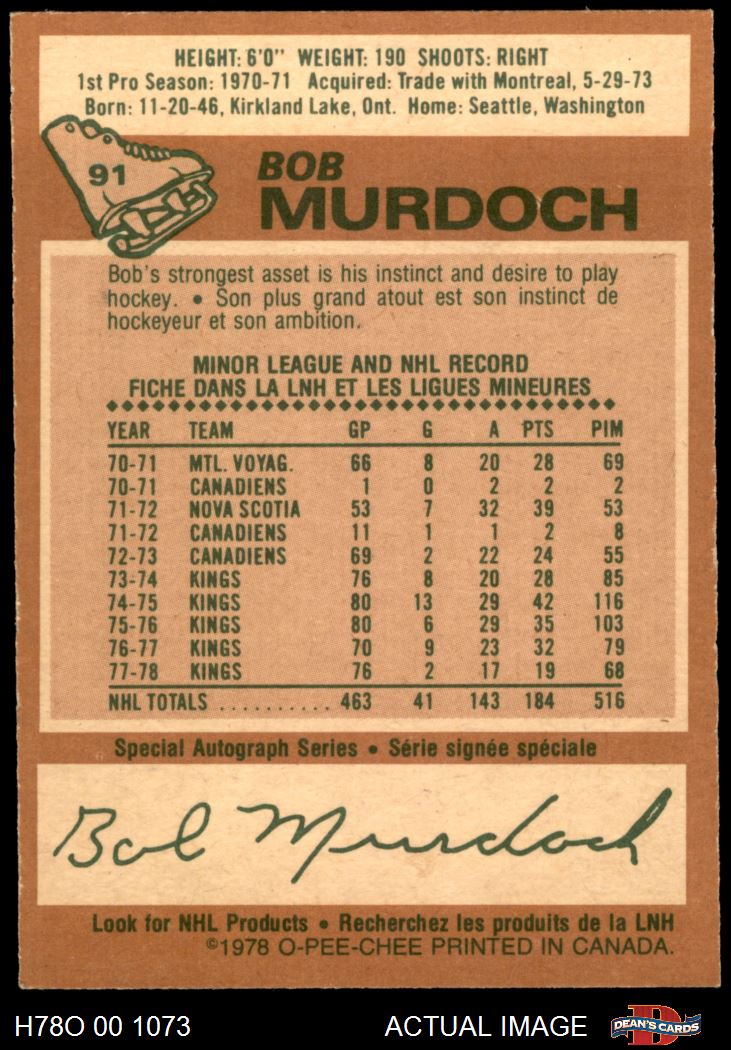 HEIGHT: 6'0" WEIGHT: 190 SHOOTS: RIGHT
1st Pro Season: 1970-71 Acquired: Trade with Montreal, 5-29-73
Born: 11-20-46, Kirkland Lake, Ont. Home: Seattle, Washington
91
BOB
MURDOCH
Bob's strongest asset is his instinct and desire to play
hockey. • Son plus grand atout est son instinct de
hockeyeur et son ambition.
MINOR LEAGUE AND NHL RECORD
FICHE DANS LA LNH ET LES LIGUES MINEURES
YEAR TEAM GP G A PTS PIM
70-71 MTL. VOYAG. 66 8 20 28 69
70-71 CANADIENS 1 0 2 2 2
71-72 NOVA SCOTIA 53 7 32 39 53
71-72 CANADIENS 11 1 1 2 8
72-73 CANADIENS 69 2 22 24 55
73-74 KINGS 76 8 20 28 85
74-75 KINGS 80 13 29 42 116
75-76 KINGS 80 6 29 35 103
76-77 KINGS 70 9 23 32 79
77-78 KINGS 76 2 17 19 68
NHL TOTALS .......... 463 41 143 184 516
Special Autograph Series • Série signée spéciale
Bob Murdoch
Look for NHL Products • Recherchez les produits de la LNH
©1978 O-PEE-CHEE PRINTED IN CANADA.
H78O 00 1073 ACTUAL IMAGE D DEAN'S CARDS